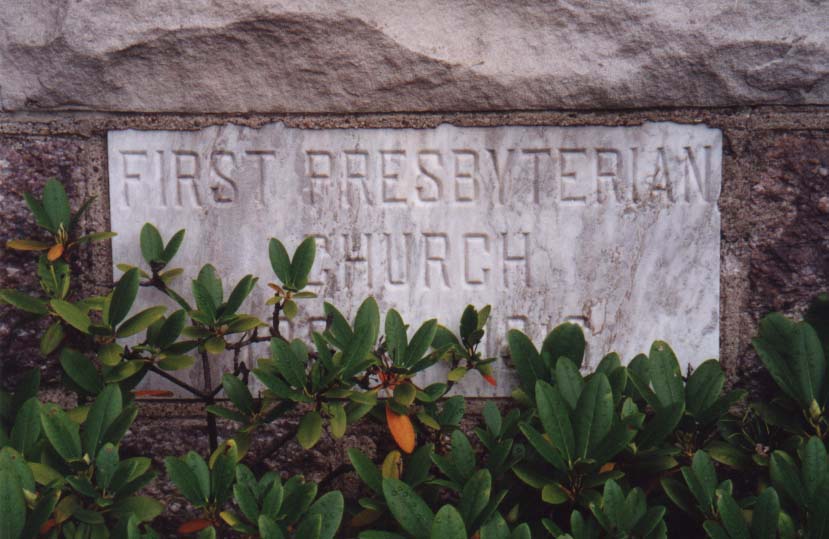 FIRST PRESBYTERIAN
CHURCH